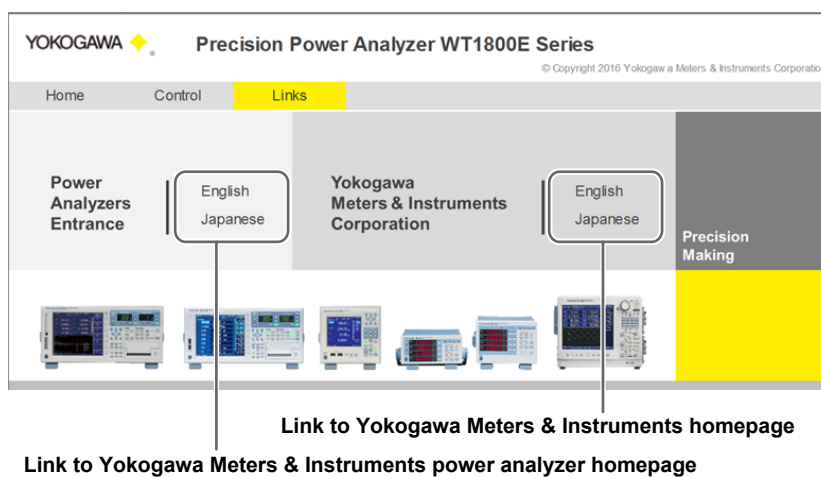 YOKOGAWA
Precision Power Analyzer WT1800E Series
© Copyright 2016 Yokogawa Meters & Instruments Corporatio
Home Control Links
Power
Analyzers
Entrance
English
Japanese
Yokogawa
Meters & Instruments
Corporation
English
Japanese
Precision
Making
Link to Yokogawa Meters & Instruments homepage
Link to Yokogawa Meters & Instruments power analyzer homepage